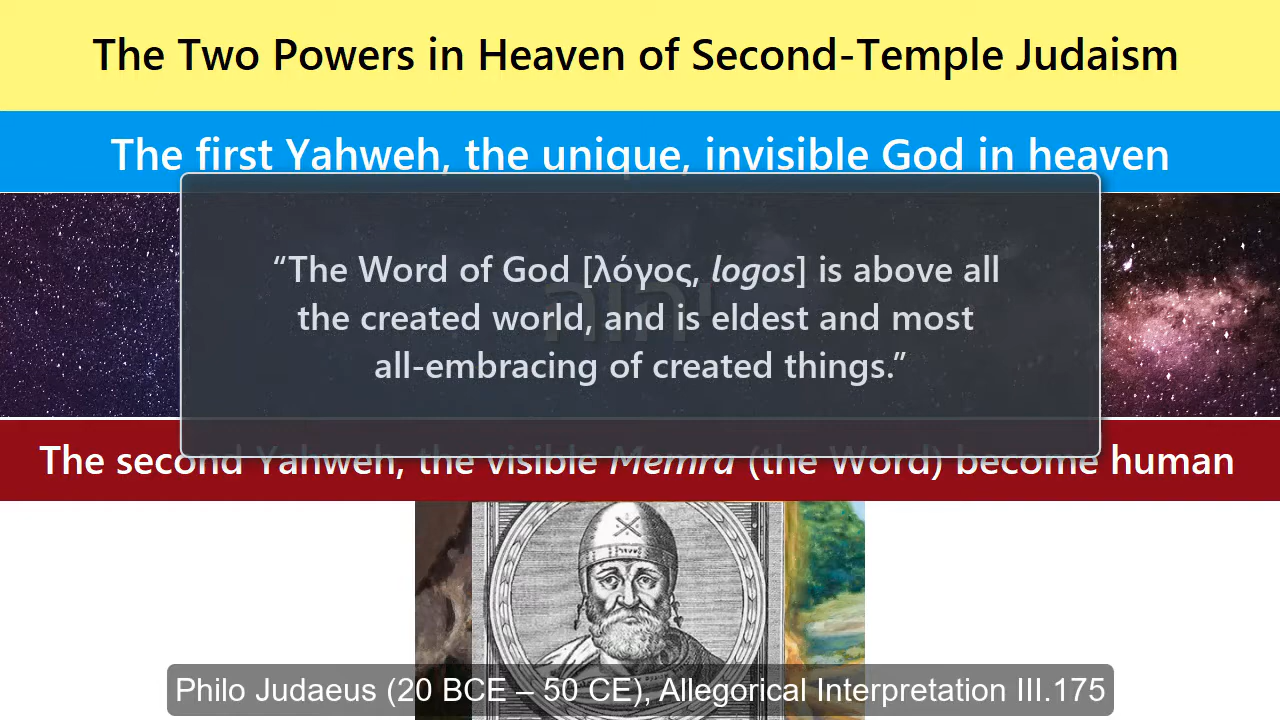 The Two Powers in Heaven of Second-Temple Judaism
The first Yahweh, the unique, invisible God in heaven
“The Word of God [λόγος, logos] is above all
the created world, and is eldest and most
all-embracing of created things.”
The second Yahweh, the visible Memra (the Word) become human
Philo Judaeus (20 BCE – 50 CE), Allegorical Interpretation III.175